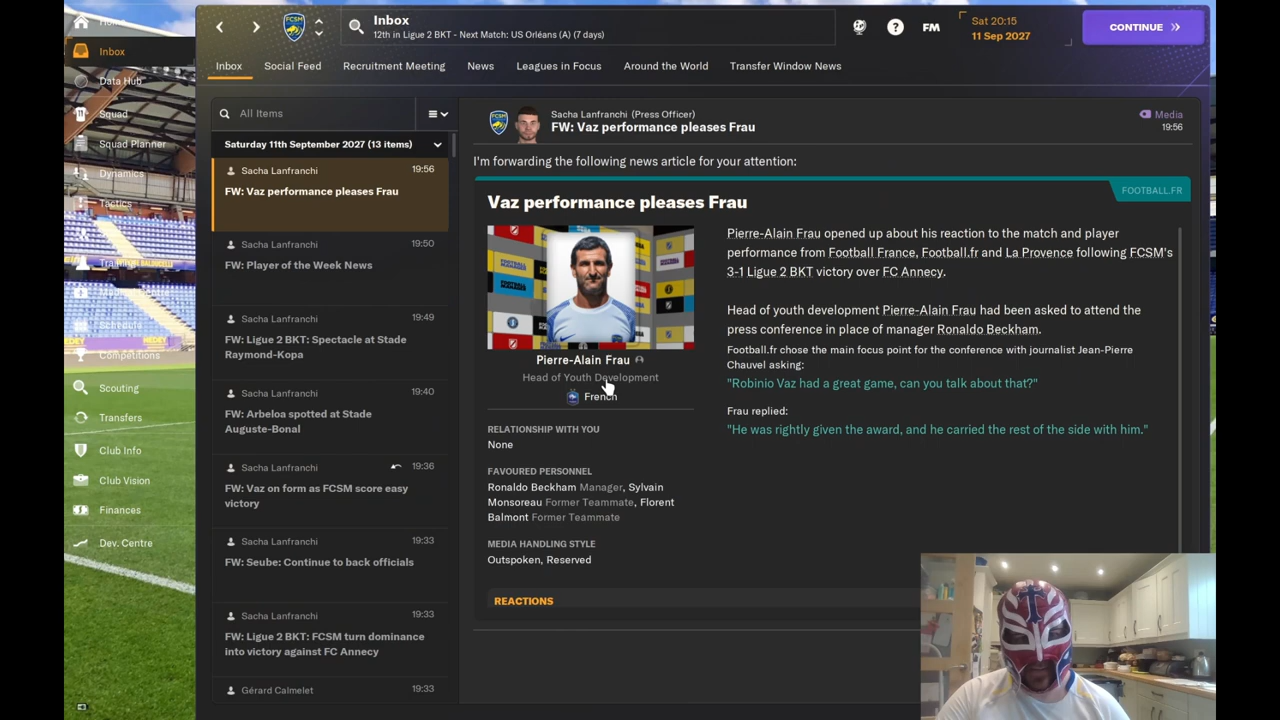 Home
Inbox
12th in Ligue 2 BKT - Next Match: US Orléans (A) (7 days)
FCSM
FM
Sat 20:15
11 Sep 2027
CONTINUE
Inbox
Social Feed
Recruitment Meeting
News
Leagues in Focus
Around the World
Transfer Window News
Inbox
Data Hub
Squad
Squad Planner
Dynamics
Tactics
Schedule
Competitions
Scouting
Transfers
Club Info
Club Vision
Finances
Dev. Centre
All Items
Saturday 11th September 2027 (13 items)
Sacha Lanfranchi 19:56
FW: Vaz performance pleases Frau
Sacha Lanfranchi 19:50
FW: Player of the Week News
Sacha Lanfranchi 19:49
FW: Ligue 2 BKT: Spectacle at Stade
Raymond-Kopa
Sacha Lanfranchi 19:40
FW: Arbeloa spotted at Stade
Auguste-Bonal
Sacha Lanfranchi 19:36
FW: Vaz on form as FCSM score easy
victory
Sacha Lanfranchi 19:33
FW: Seube: Continue to back officials
Sacha Lanfranchi 19:33
FW: Ligue 2 BKT: FCSM turn dominance
into victory against FC Annecy
Gérard Calmelet 19:33
Sacha Lanfranchi (Press Officer)
FW: Vaz performance pleases Frau
Media
19:56
I'm forwarding the following news article for your attention:
FOOTBALL.FR
Vaz performance pleases Frau
Pierre-Alain Frau
Head of Youth Development
French
RELATIONSHIP WITH YOU
None
FAVOURED PERSONNEL
Ronaldo Beckham Manager, Sylvain
Monsoreau Former Teammate, Florent
Balmont Former Teammate
MEDIA HANDLING STYLE
Outspoken, Reserved
Pierre-Alain Frau opened up about his reaction to the match and player
performance from Football France, Football.fr and La Provence following FCSM's
3-1 Ligue 2 BKT victory over FC Annecy.
Head of youth development Pierre-Alain Frau had been asked to attend the
press conference in place of manager Ronaldo Beckham.
Football.fr chose the main focus point for the conference with journalist Jean-Pierre
Chauvel asking:
"Robinio Vaz had a great game, can you talk about that?"
Frau replied:
"He was rightly given the award, and he carried the rest of the side with him."
REACTIONS